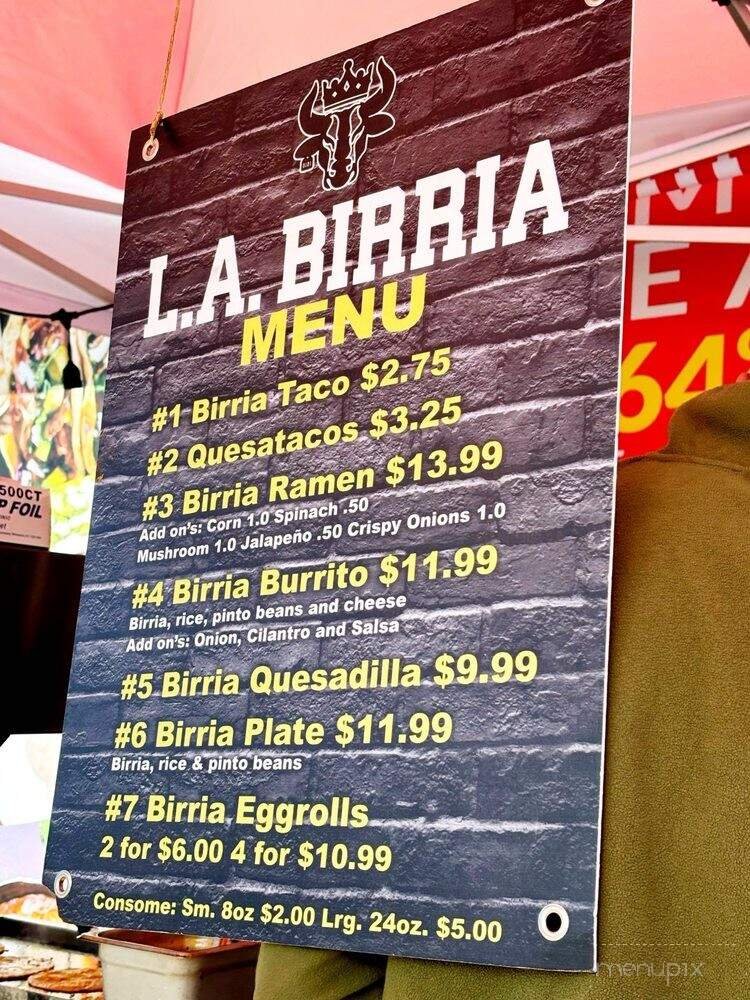 L.A. BIRRIA
MENU
#1 Birria Taco $2.75
#2 Quesatacos $3.25
#3 Birria Ramen $13.99
Add on's: Corn 1.0 Spinach .50
Mushroom 1.0 Jalapeño .50 Crispy Onions 1.0
#4 Birria Burrito $11.99
Birria, rice, pinto beans and cheese
Add on's: Onion, Cilantro and Salsa
#5 Birria Quesadilla $9.99
#6 Birria Plate $11.99
Birria, rice & pinto beans
#7 Birria Eggrolls
2 for $6.00 4 for $10.99
Consome: Sm. 8oz $2.00 Lrg. 24oz. $5.00
500CT
P FOIL
E A
64
menupix